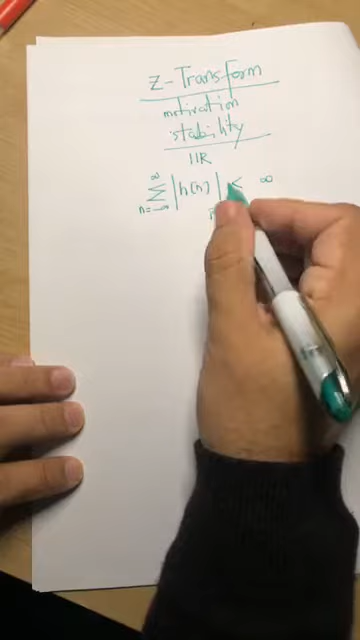 z-Transform
motivation
stability
IIR
∞
∑ |h(n)| < ∞
n=-∞